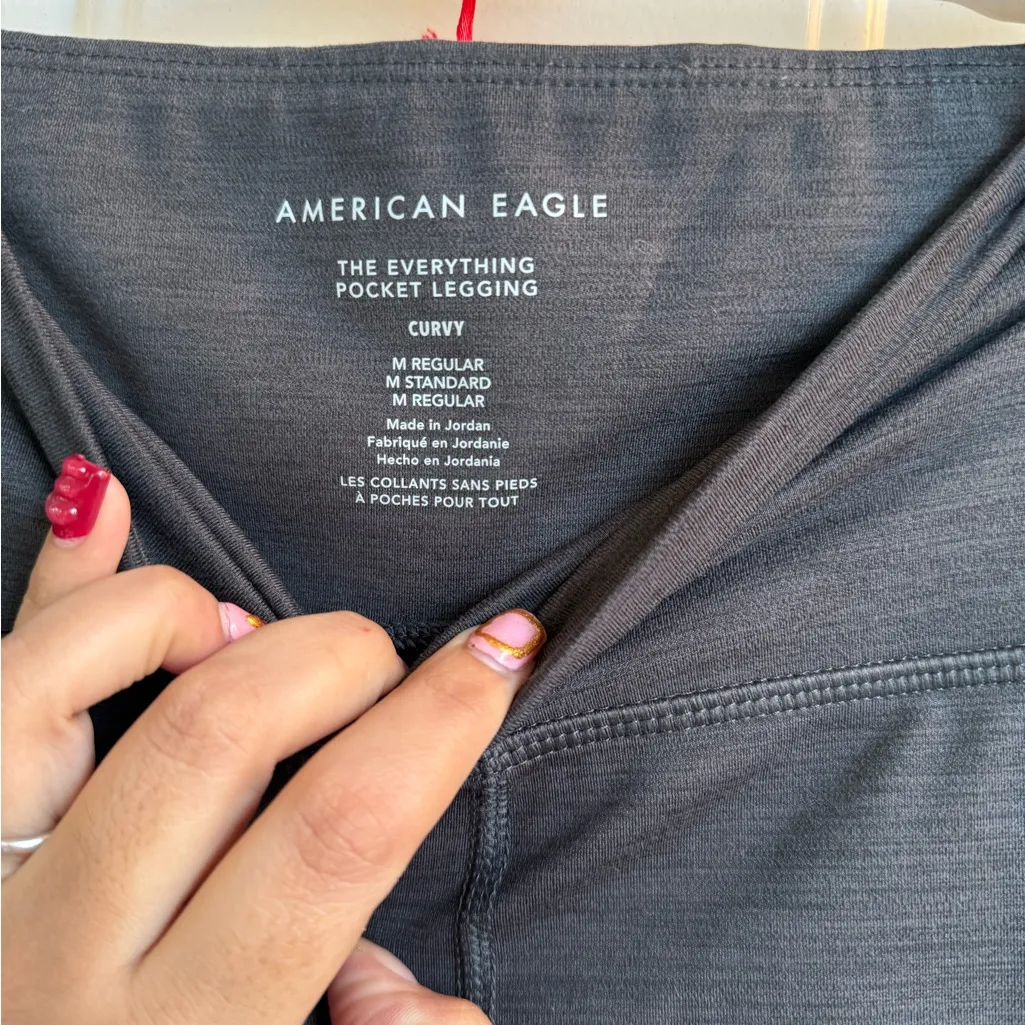 AMERICAN EAGLE
THE EVERYTHING
POCKET LEGGING
CURVY
M REGULAR
M STANDARD
M REGULAR
Made in Jordan
Fabriqué en Jordanie
Hecho en Jordania
LES COLLANTS SANS PIEDS
À POCHES POUR TOUT